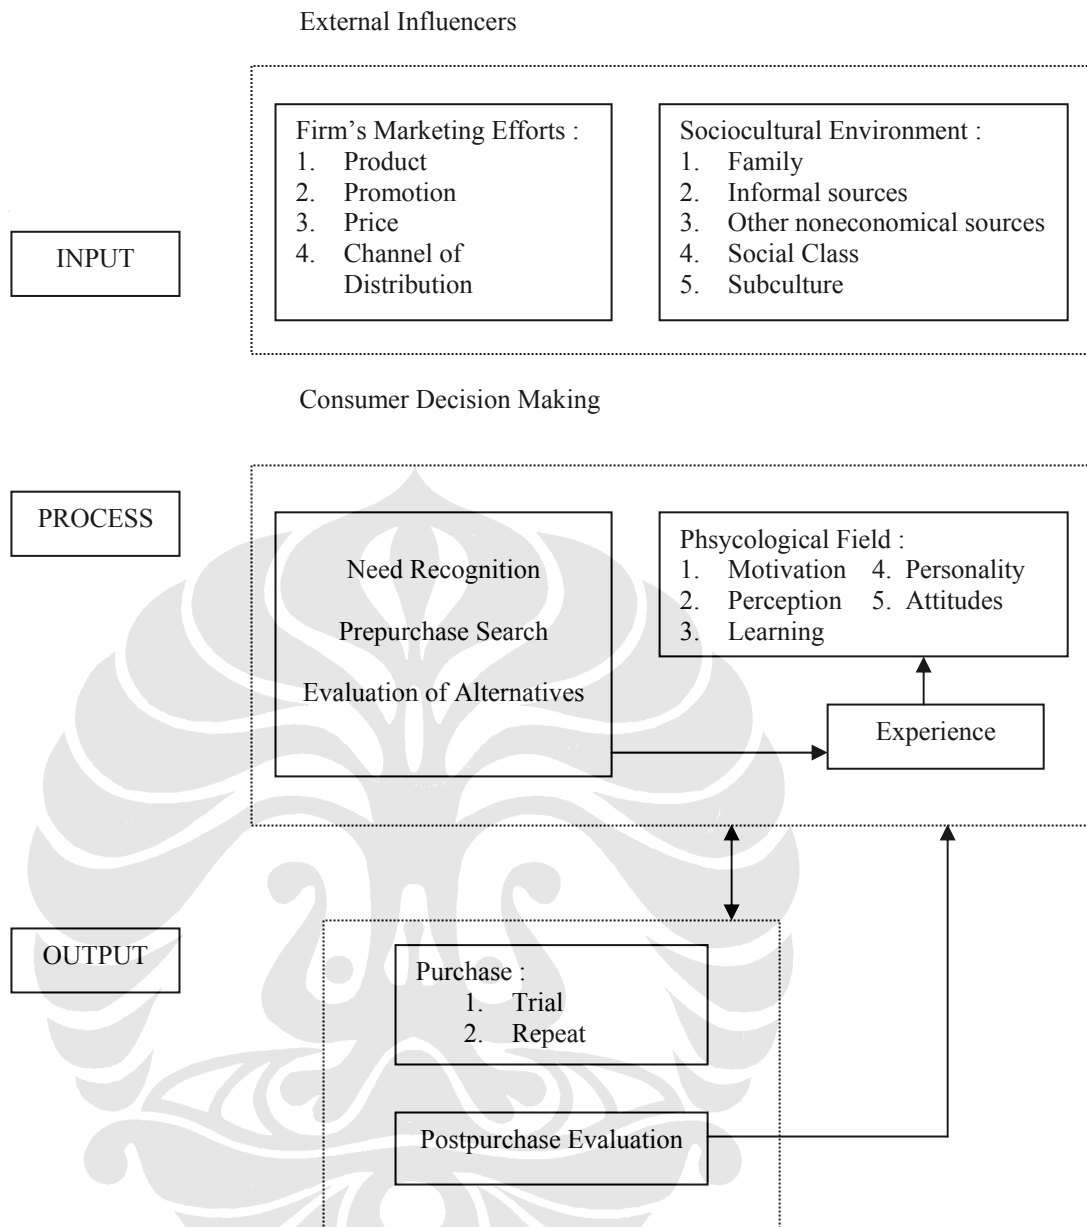 External Influencers
Firm's Marketing Efforts :
1. Product
2. Promotion
3. Price
4. Channel of
Distribution
Sociocultural Environment :
1. Family
2. Informal sources
3. Other noneconomical sources
4. Social Class
5. Subculture
INPUT
Consumer Decision Making
PROCESS
Need Recognition
Prepurchase Search
Evaluation of Alternatives
Phsycological Field :
1. Motivation 4. Personality
2. Perception 5. Attitudes
3. Learning
Experience
OUTPUT
Purchase :
1. Trial
2. Repeat
Postpurchase Evaluation